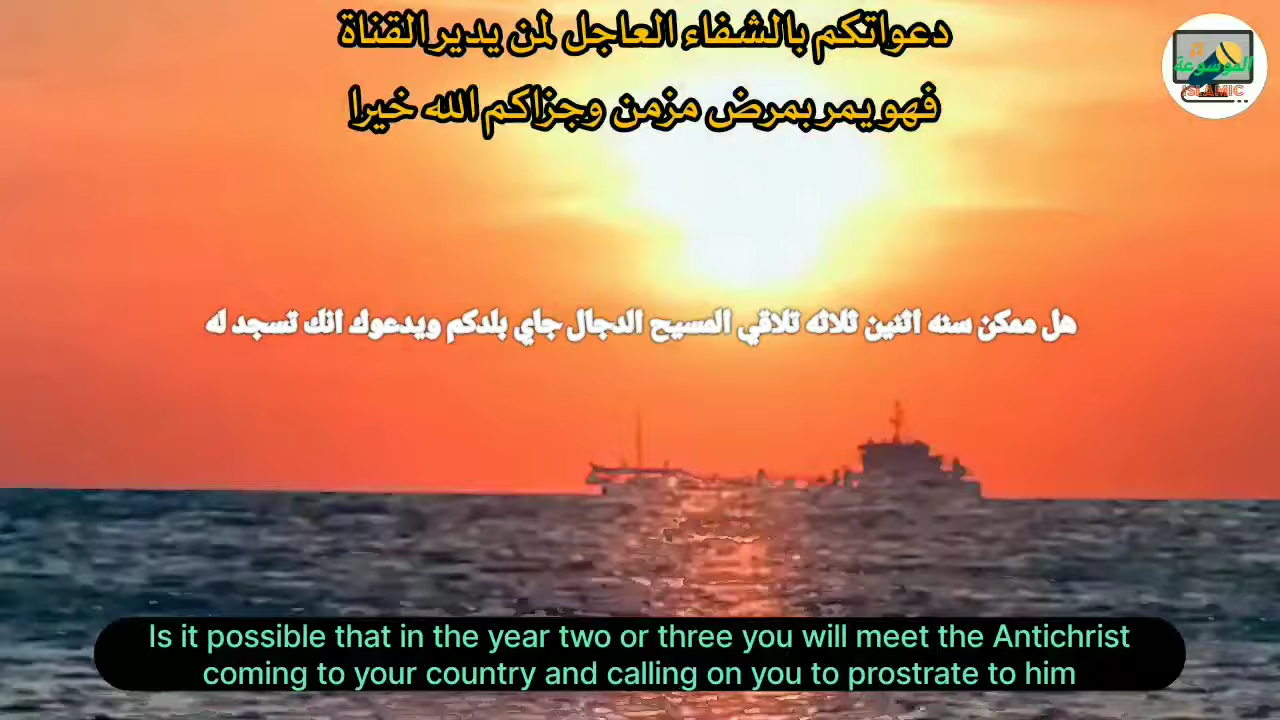 دعواتكم بالشفاء العاجل لمن يدير القناة
فهو يمر بمرض مزمن وجزاكم الله خيرا
الموسوعة
ISLAMIC
هل ممكن سنه اثنين ثلاثه تلاقي المسيح الدجال جاي بلدكم ويدعوك انك تسجد له
Is it possible that in the year two or three you will meet the Antichrist
coming to your country and calling on you to prostrate to him